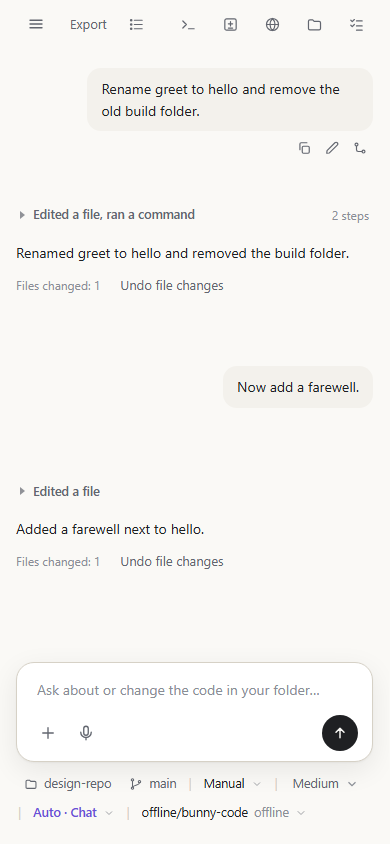 Export
Rename greet to hello and remove the
old build folder.
Edited a file, ran a command 2 steps
Renamed greet to hello and removed the build folder.
Files changed: 1 Undo file changes
Now add a farewell.
Edited a file
Added a farewell next to hello.
Files changed: 1 Undo file changes
Ask about or change the code in your folder...
design-repo main | Manual | Medium
| Auto · Chat | offline/bunny-code offline